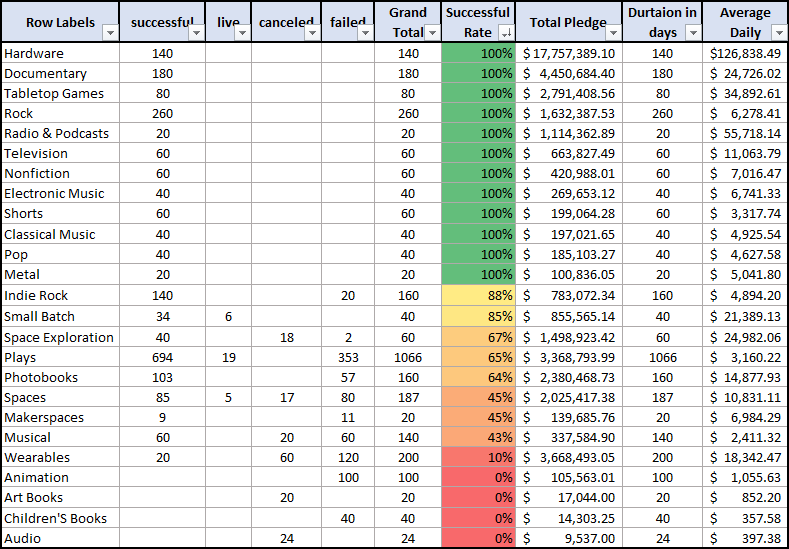 Row Labels successful live canceled failed Grand Total Successful Rate Total Pledge Durtaion in days Average Daily
Hardware 140 140 100% $ 17,757,389.10 140 $126,838.49
Documentary 180 180 100% $ 4,450,684.40 180 $ 24,726.02
Tabletop Games 80 80 100% $ 2,791,408.56 80 $ 34,892.61
Rock 260 260 100% $ 1,632,387.53 260 $ 6,278.41
Radio & Podcasts 20 20 100% $ 1,114,362.89 20 $ 55,718.14
Television 60 60 100% $ 663,827.49 60 $ 11,063.79
Nonfiction 60 60 100% $ 420,988.01 60 $ 7,016.47
Electronic Music 40 40 100% $ 269,653.12 40 $ 6,741.33
Shorts 60 60 100% $ 199,064.28 60 $ 3,317.74
Classical Music 40 40 100% $ 197,021.65 40 $ 4,925.54
Pop 40 40 100% $ 185,103.27 40 $ 4,627.58
Metal 20 20 100% $ 100,836.05 20 $ 5,041.80
Indie Rock 140 20 160 88% $ 783,072.34 160 $ 4,894.20
Small Batch 34 6 40 85% $ 855,565.14 40 $ 21,389.13
Space Exploration 40 18 2 60 67% $ 1,498,923.42 60 $ 24,982.06
Plays 694 19 353 1066 65% $ 3,368,793.99 1066 $ 3,160.22
Photobooks 103 57 160 64% $ 2,380,468.73 160 $ 14,877.93
Spaces 85 5 17 80 187 45% $ 2,025,417.38 187 $ 10,831.11
Makerspaces 9 11 20 45% $ 139,685.76 20 $ 6,984.29
Musical 60 20 60 140 43% $ 337,584.90 140 $ 2,411.32
Wearables 20 60 120 200 10% $ 3,668,493.05 200 $ 18,342.47
Animation 100 100 0% $ 105,563.01 100 $ 1,055.63
Art Books 20 20 0% $ 17,044.00 20 $ 852.20
Children'S Books 40 40 0% $ 14,303.25 40 $ 357.58
Audio 24 24 0% $ 9,537.00 24 $ 397.38